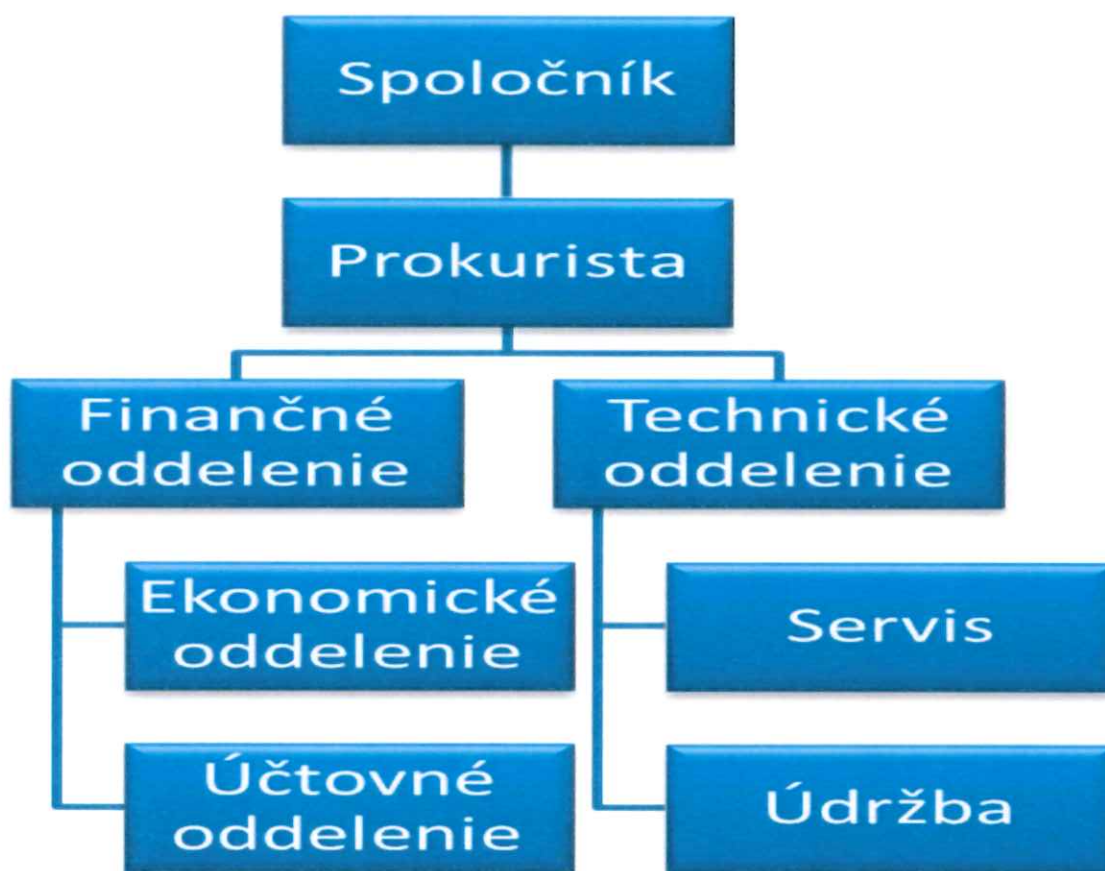 Spoločník
Prokurista
Finančné
oddelenie
Technické
oddelenie
Ekonomické
oddelenie
Servis
Účtovné
oddelenie
Údržba